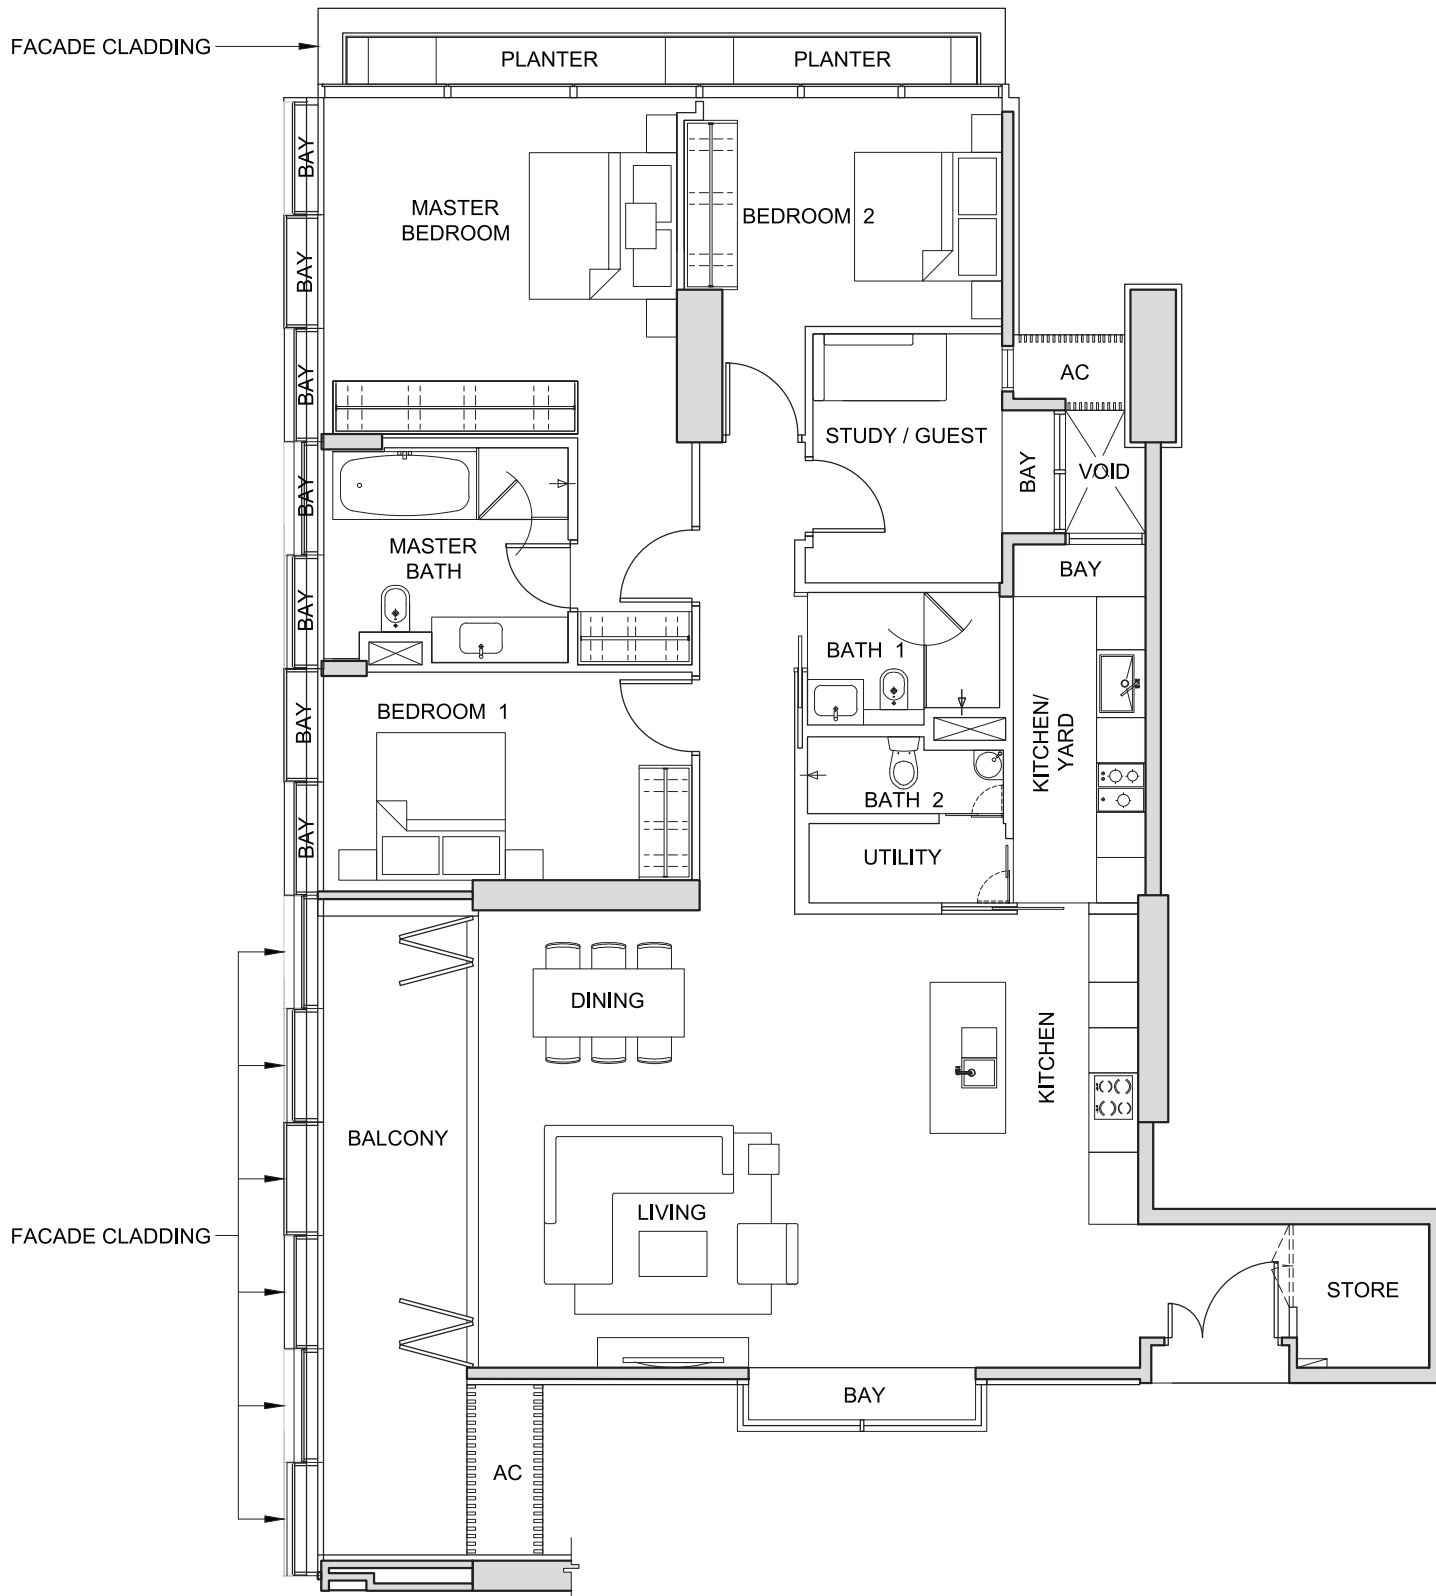 FACADE CLADDING
PLANTER
PLANTER
BAY
MASTER
BEDROOM
BEDROOM 2
BAY
BAY
AC
STUDY / GUEST
BAY
VOID
BAY
MASTER
BATH
BAY
BAY
BATH 1
BEDROOM 1
BAY
KITCHEN/
YARD
BATH 2
BAY
UTILITY
DINING
KITCHEN
BALCONY
LIVING
FACADE CLADDING
STORE
BAY
AC